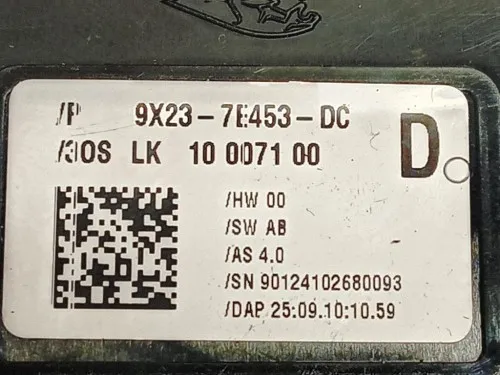 /P 9X23-7E453-DC
/3OS LK 10 0071 00
D
/HW 00
/SW AB
/AS 4.0
/SN 90124102680093
/DAP 25:09.10:10.59